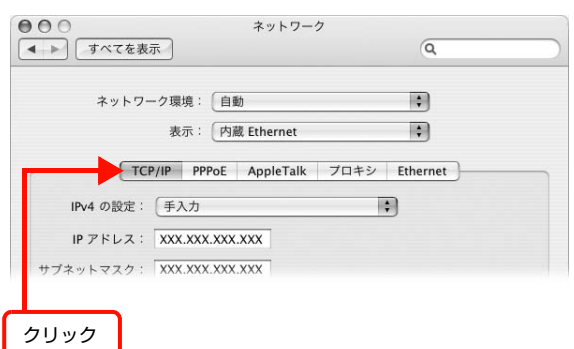 ネットワーク
すべてを表示
ネットワーク環境： 自動
表示： 内蔵 Ethernet
TCP/IP PPPoE AppleTalk プロキシ Ethernet
IPv4 の設定： 手入力
IP アドレス： XXX.XXX.XXX.XXX
サブネットマスク： XXX.XXX.XXX.XXX
クリック